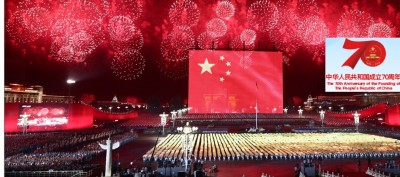 70
中华人民共和国成立70周年
The 70th Anniversary of the Founding of
The People's Republic of China